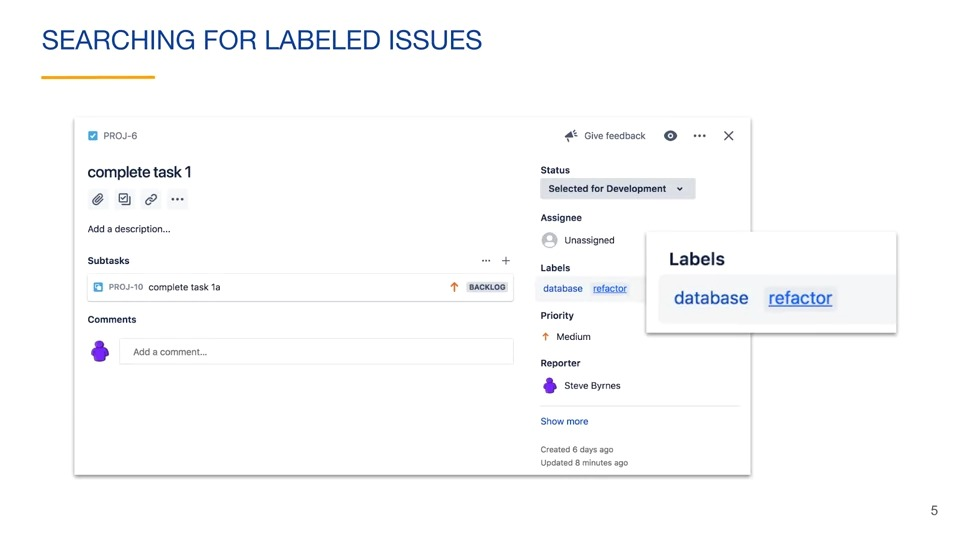 SEARCHING FOR LABELED ISSUES
PROJ-6
Give feedback
complete task 1
Add a description...
Subtasks
PROJ-10 complete task 1a
BACKLOG
Comments
Add a comment...
Status
Selected for Development
Assignee
Unassigned
Labels
database refactor
Priority
Medium
Reporter
Steve Byrnes
Show more
Created 6 days ago
Updated 8 minutes ago
Labels
database refactor
5